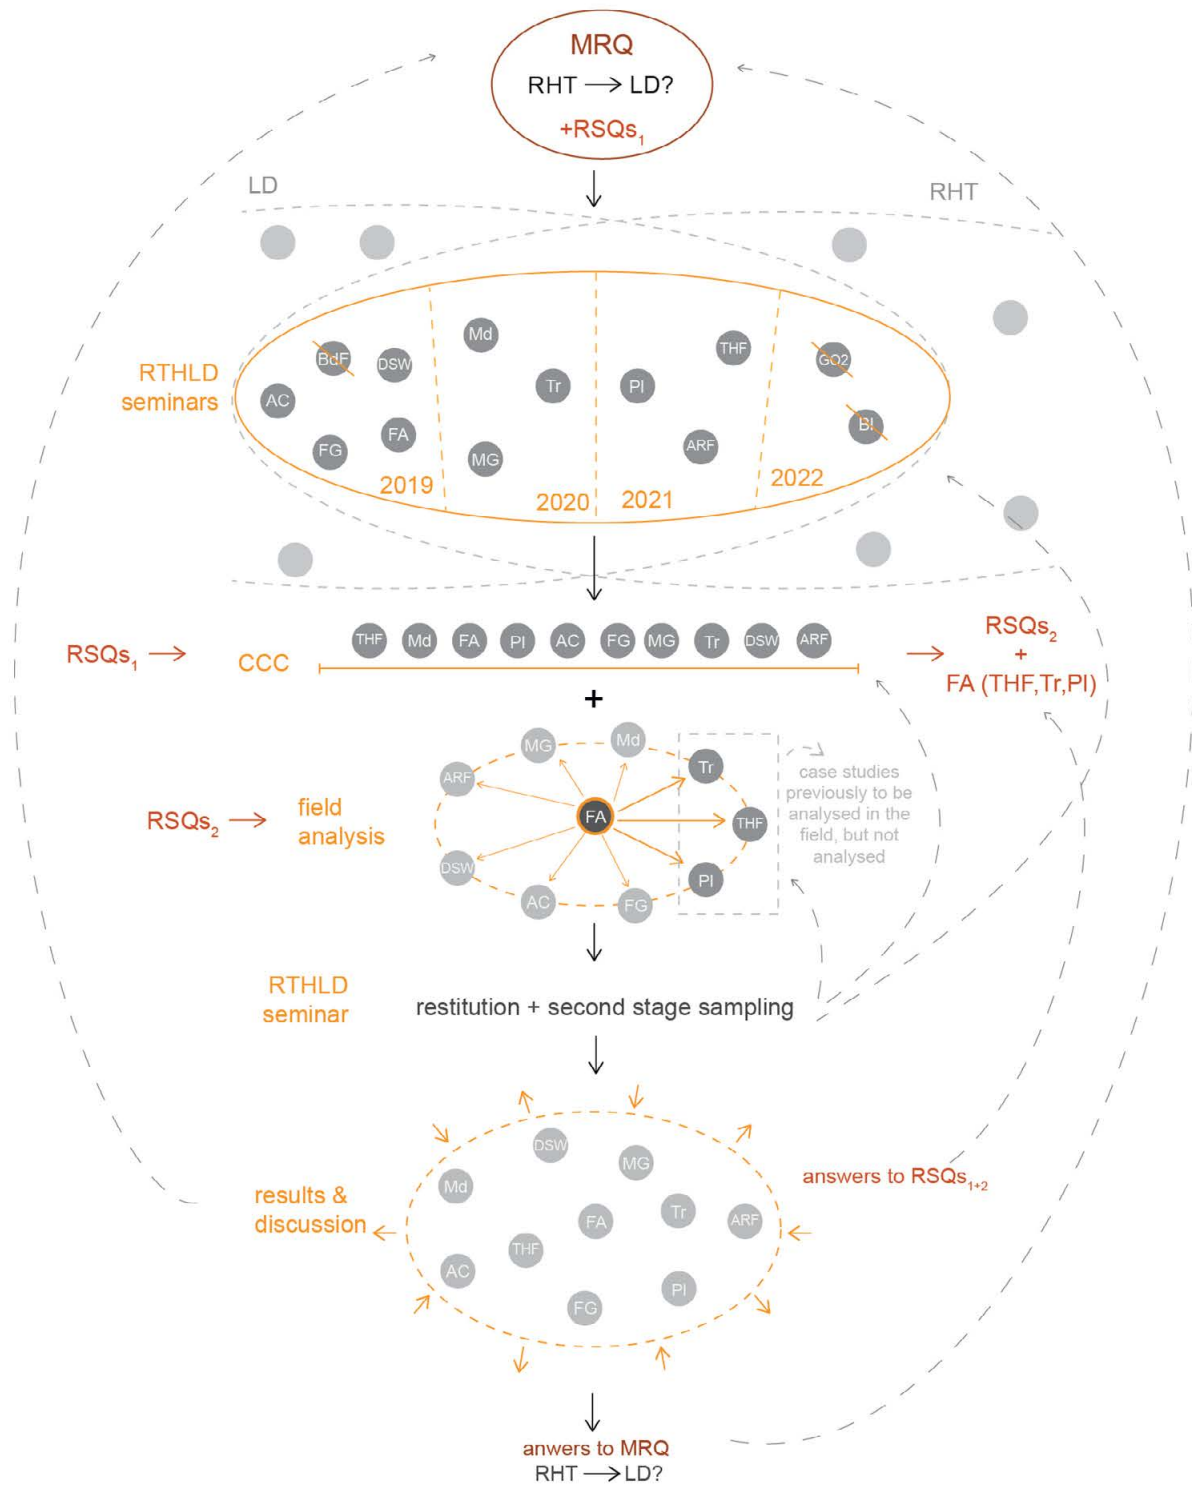 MRQ
RHT → LD?
+RSQs₁
LD
RHT
RTHLD
seminars
BdF
DSW
AC
FG
FA
2019
Md
Tr
MG
2020
PI
THF
ARF
2021
GO2
BI
2022
RSQs₁ →
CCC
THF Md FA PI AC FG MG Tr DSW ARF
→ RSQs₂
+
FA (THF,Tr,PI)
+
RSQs₂ →
field
analysis
MG
Md
ARF
Tr
FA
THF
DSW
PI
AC
FG
case studies
previously to be
analysed in the
field, but not
analysed
RTHLD
seminar
restitution + second stage sampling
results &
discussion
DSW
MG
Md
FA
Tr
ARF
THF
AC
PI
FG
answers to RSQs₁₊₂
anwers to MRQ
RHT → LD?